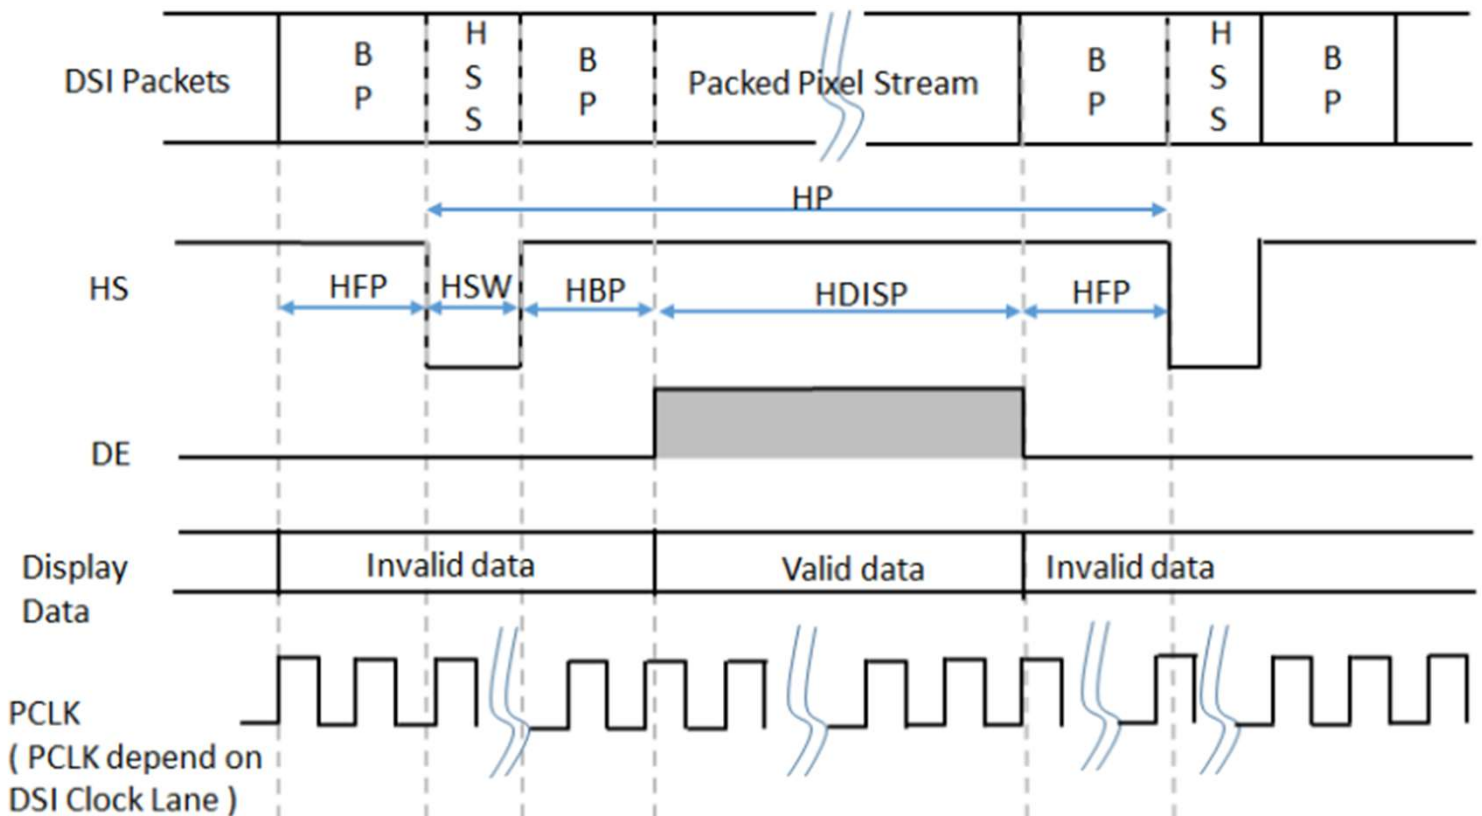 DSI Packets
B
P
H
S
S
B
P
Packed Pixel Stream
B
P
H
S
S
B
P
HP
HS
HFP
HSW
HBP
HDISP
HFP
DE
Display
Data
Invalid data
Valid data
Invalid data
PCLK
( PCLK depend on
DSI Clock Lane )